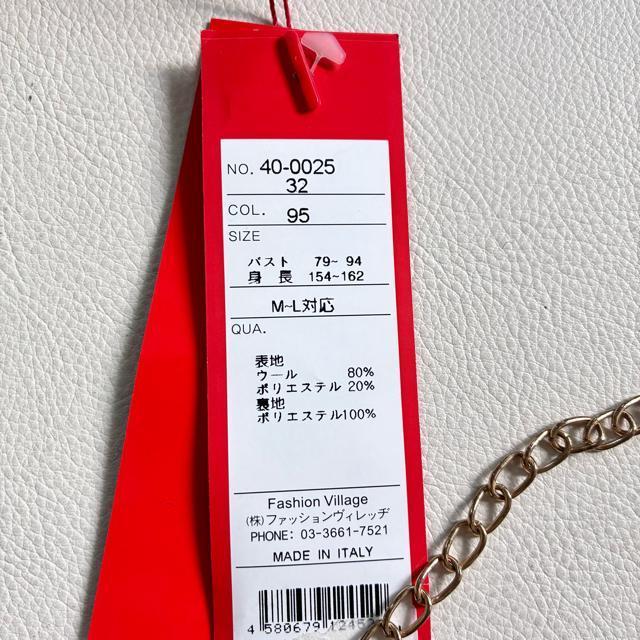 NO. 40-0025
32
COL. 95
SIZE
バスト 79~ 94
身 長 154~162
M~L対応
QUA.
表地
ウール 80%
ポリエステル 20%
裏地
ポリエステル100%
Fashion Village
(株)ファッションヴィレッヂ
PHONE: 03-3661-7521
MADE IN ITALY
4 580679